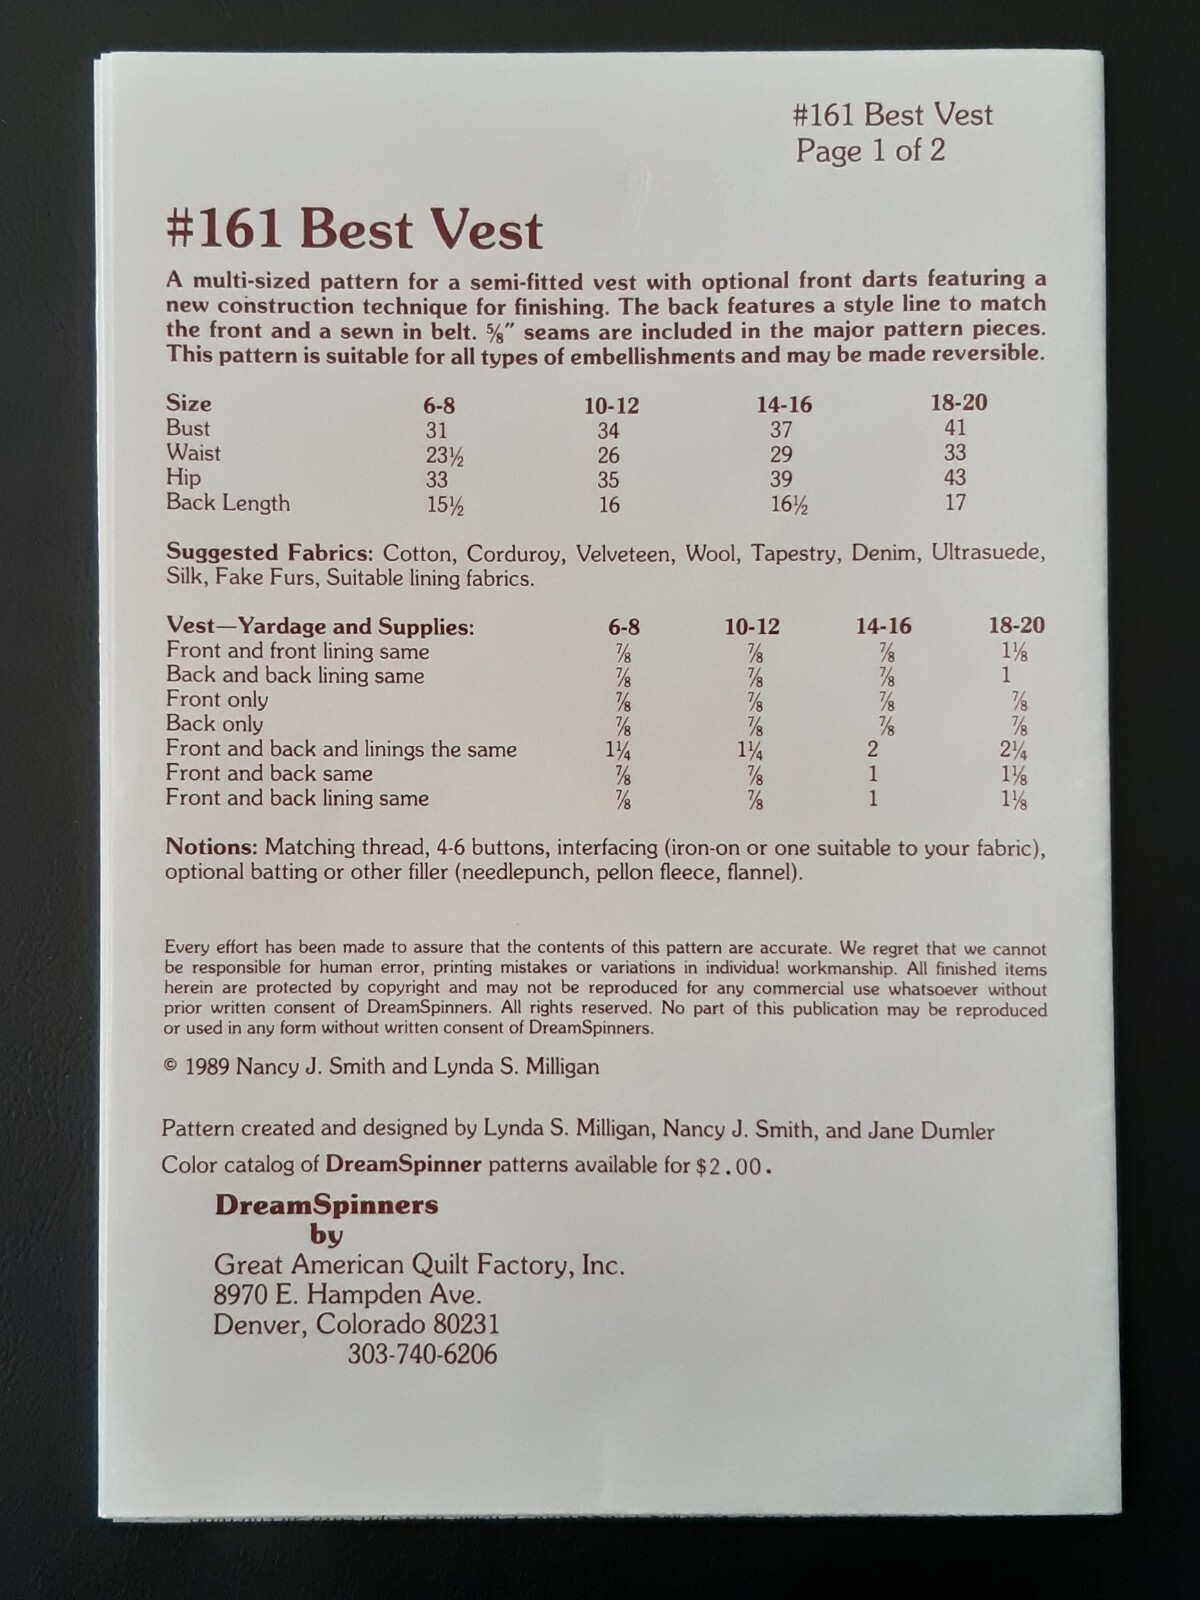 #161 Best Vest
Page 1 of 2
#161 Best Vest
A multi-sized pattern for a semi-fitted vest with optional front darts featuring a
new construction technique for finishing. The back features a style line to match
the front and a sewn in belt. ⅝″ seams are included in the major pattern pieces.
This pattern is suitable for all types of embellishments and may be made reversible.
Size 6-8 10-12 14-16 18-20
Bust 31 34 37 41
Waist 23½ 26 29 33
Hip 33 35 39 43
Back Length 15½ 16 16½ 17
Suggested Fabrics: Cotton, Corduroy, Velveteen, Wool, Tapestry, Denim, Ultrasuede,
Silk, Fake Furs, Suitable lining fabrics.
Vest—Yardage and Supplies: 6-8 10-12 14-16 18-20
Front and front lining same ⅞ ⅞ ⅞ 1⅛
Back and back lining same ⅞ ⅞ ⅞ 1
Front only ⅞ ⅞ ⅞ ⅞
Back only ⅞ ⅞ ⅞ ⅞
Front and back and linings the same 1¼ 1¼ 2 2¼
Front and back same ⅞ ⅞ 1 1⅛
Front and back lining same ⅞ ⅞ 1 1⅛
Notions: Matching thread, 4-6 buttons, interfacing (iron-on or one suitable to your fabric),
optional batting or other filler (needlepunch, pellon fleece, flannel).
Every effort has been made to assure that the contents of this pattern are accurate. We regret that we cannot
be responsible for human error, printing mistakes or variations in individual workmanship. All finished items
herein are protected by copyright and may not be reproduced for any commercial use whatsoever without
prior written consent of DreamSpinners. All rights reserved. No part of this publication may be reproduced
or used in any form without written consent of DreamSpinners.
© 1989 Nancy J. Smith and Lynda S. Milligan
Pattern created and designed by Lynda S. Milligan, Nancy J. Smith, and Jane Dumler
Color catalog of DreamSpinner patterns available for $2.00.
DreamSpinners
by
Great American Quilt Factory, Inc.
8970 E. Hampden Ave.
Denver, Colorado 80231
303-740-6206